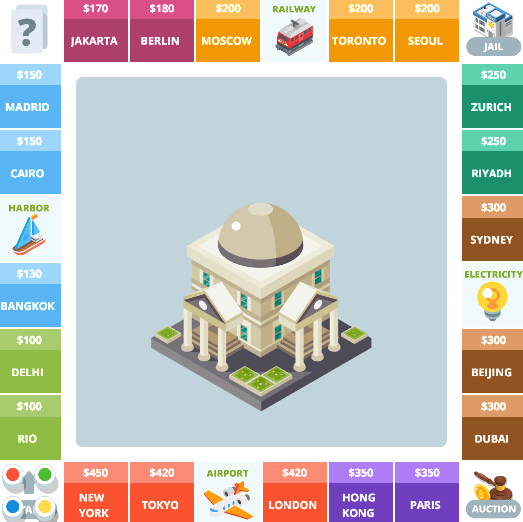 $170
JAKARTA
$180
BERLIN
$200
MOSCOW
RAILWAY
$200
TORONTO
$200
SEOUL
JAIL
$150
MADRID
$150
CAIRO
HARBOR
$130
BANGKOK
$100
DELHI
$100
RIO
$250
ZURICH
$250
RIYADH
$300
SYDNEY
ELECTRICITY
$300
BEIJING
$300
DUBAI
$450
NEW
YORK
$420
TOKYO
AIRPORT
$420
LONDON
$350
HONG
KONG
$350
PARIS
AUCTION